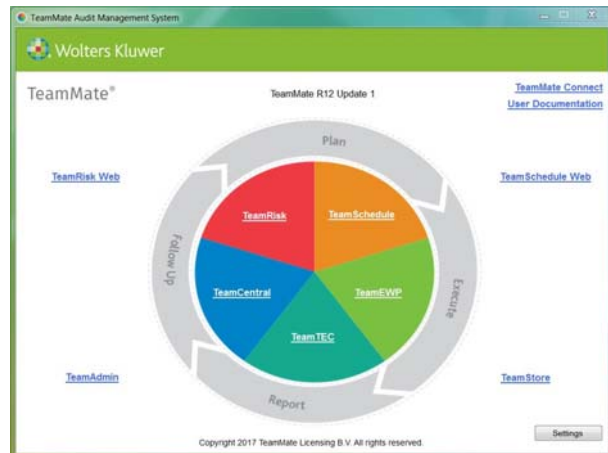 TeamMate Audit Management System
Wolters Kluwer
TeamMate®
TeamMate R12 Update 1
TeamMate Connect
User Documentation
Plan
TeamRisk Web
TeamSchedule Web
TeamRisk
TeamSchedule
Follow Up
Execute
TeamCentral
TeamEWP
TeamTEC
TeamAdmin
TeamStore
Report
Settings
Copyright 2017 TeamMate Licensing B.V. All rights reserved.